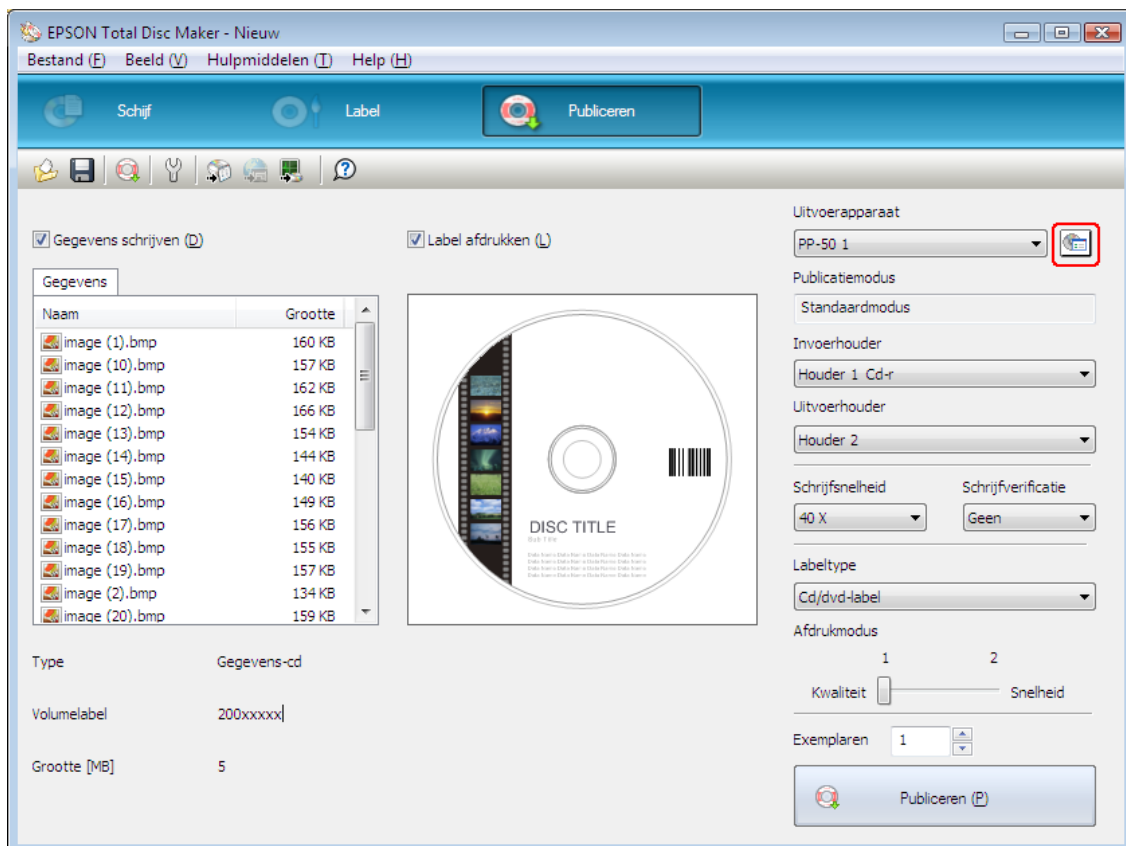 EPSON Total Disc Maker - Nieuw
Bestand (F) Beeld (V) Hulpmiddelen (T) Help (H)
Schijf Label Publiceren
Gegevens schrijven (D)
Label afdrukken (L)
Gegevens
Naam Grootte
image (1).bmp 160 KB
image (10).bmp 157 KB
image (11).bmp 162 KB
image (12).bmp 166 KB
image (13).bmp 154 KB
image (14).bmp 144 KB
image (15).bmp 140 KB
image (16).bmp 149 KB
image (17).bmp 156 KB
image (18).bmp 155 KB
image (19).bmp 157 KB
image (2).bmp 134 KB
image (20).bmp 159 KB
DISC TITLE
Sub Title
Type Gegevens-cd
Volumelabel 200xxxxx
Grootte [MB] 5
Uitvoerapparaat
PP-50 1
Publicatiemodus
Standaardmodus
Invoerhouder
Houder 1 Cd-r
Uitvoerhouder
Houder 2
Schrijfsnelheid Schrijfverificatie
40 X Geen
Labeltype
Cd/dvd-label
Afdrukmodus
1 2
Kwaliteit Snelheid
Exemplaren 1
Publiceren (P)